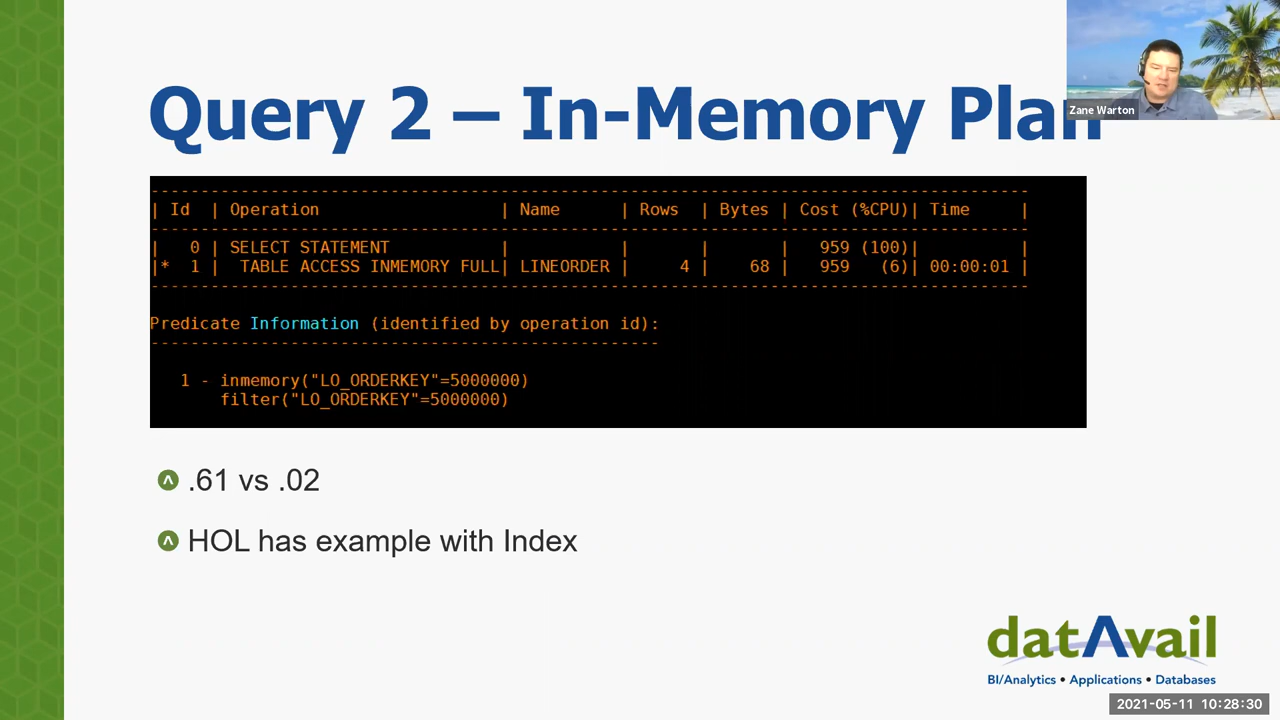 Query 2 – In-Memory Plan
Zane Warton
---------------------------------------------------------------------------------------
| Id  | Operation                  | Name      | Rows  | Bytes | Cost (%CPU)| Time     |
---------------------------------------------------------------------------------------
|   0 | SELECT STATEMENT           |           |       |       |   959 (100)|          |
|*  1 |  TABLE ACCESS INMEMORY FULL| LINEORDER |     4 |    68 |   959   (6)| 00:00:01 |
---------------------------------------------------------------------------------------
Predicate Information (identified by operation id):
---------------------------------------------------
1 - inmemory("LO_ORDERKEY"=5000000)
filter("LO_ORDERKEY"=5000000)
.61 vs .02
HOL has example with Index
datAvail
BI/Analytics • Applications • Databases
2021-05-11 10:28:30